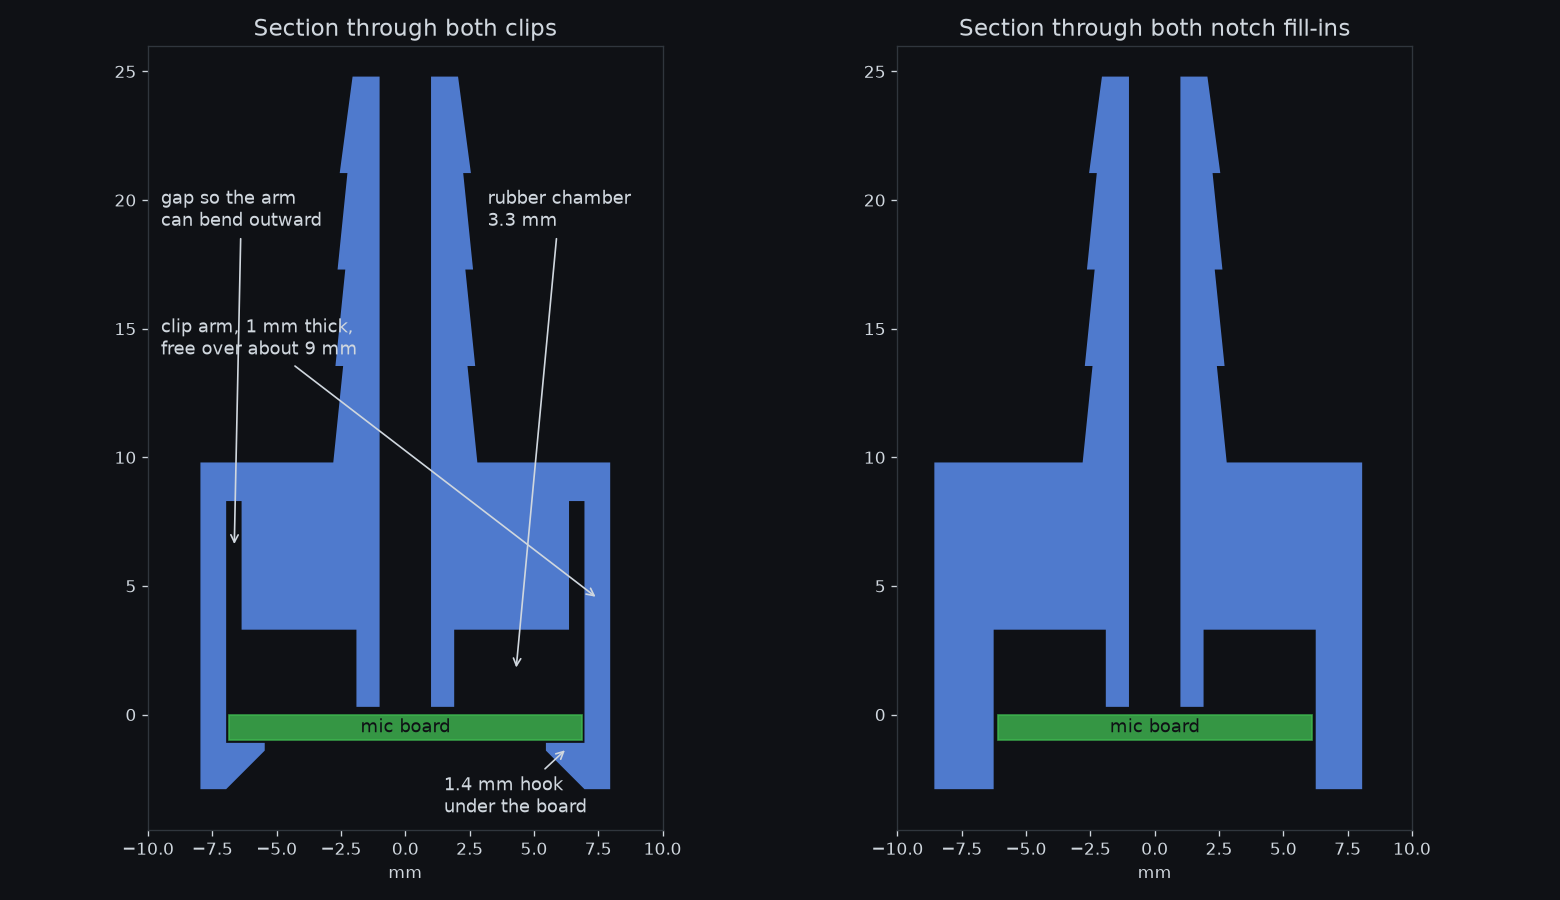 Section through both clips
25
20
15
10
5
0
gap so the arm
can bend outward
rubber chamber
3.3 mm
clip arm, 1 mm thick,
free over about 9 mm
mic board
1.4 mm hook
under the board
−10.0 −7.5 −5.0 −2.5 0.0 2.5 5.0 7.5 10.0
mm
Section through both notch fill-ins
25
20
15
10
5
0
mic board
−10.0 −7.5 −5.0 −2.5 0.0 2.5 5.0 7.5 10.0
mm